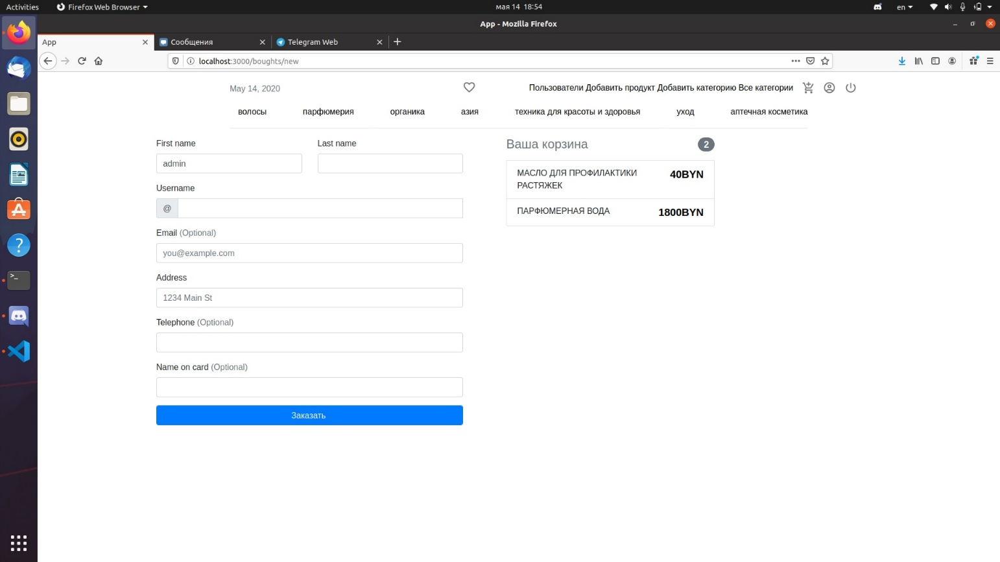 Activities Firefox Web Browser мая 14 18:54 en
App - Mozilla Firefox
App Сообщения Telegram Web
localhost:3000/boughts/new
May 14, 2020 Пользователи Добавить продукт Добавить категорию Все категории
волосы парфюмерия органика азия техника для красоты и здоровья уход аптечная косметика
First name Last name
admin
Username
@
Email (Optional)
you@example.com
Address
1234 Main St
Telephone (Optional)
Name on card (Optional)
Заказать
Ваша корзина 2
МАСЛО ДЛЯ ПРОФИЛАКТИКИ 40BYN
РАСТЯЖЕК
ПАРФЮМЕРНАЯ ВОДА 1800BYN